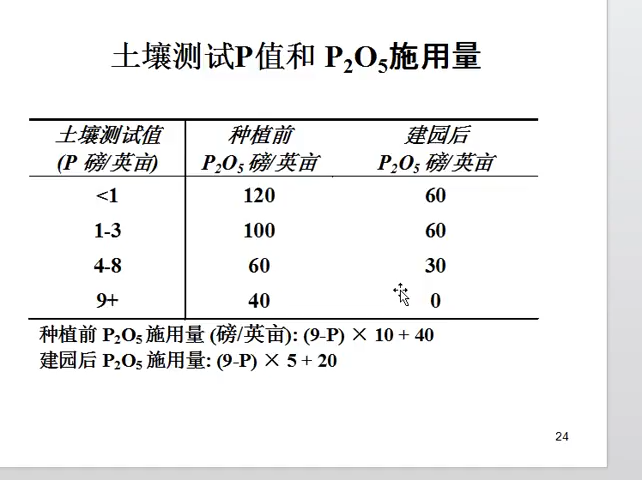 土壤测试P值和 P₂O₅施用量
土壤测试值 种植前 建园后
(P 磅/英亩) P₂O₅ 磅/英亩 P₂O₅ 磅/英亩
<1 120 60
1-3 100 60
4-8 60 30
9+ 40 0
种植前 P₂O₅ 施用量 (磅/英亩): (9-P) × 10 + 40
建园后 P₂O₅ 施用量: (9-P) × 5 + 20
24